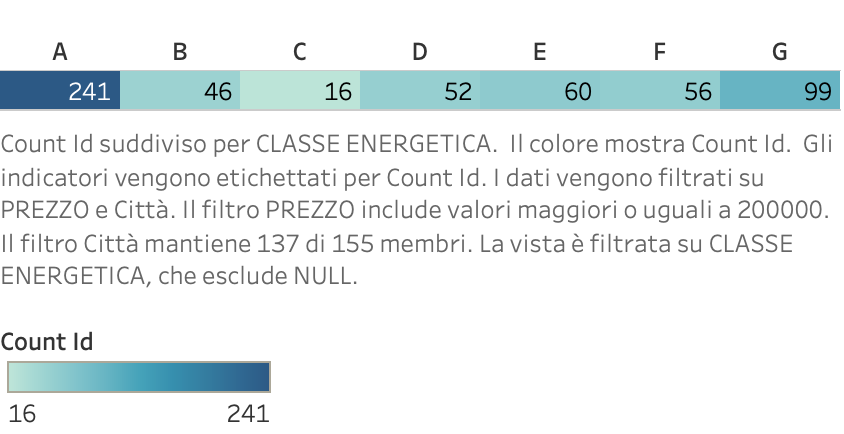 A B C D E F G
241 46 16 52 60 56 99
Count Id suddiviso per CLASSE ENERGETICA. Il colore mostra Count Id. Gli
indicatori vengono etichettati per Count Id. I dati vengono filtrati su
PREZZO e Città. Il filtro PREZZO include valori maggiori o uguali a 200000.
Il filtro Città mantiene 137 di 155 membri. La vista è filtrata su CLASSE
ENERGETICA, che esclude NULL.
Count Id
16 241